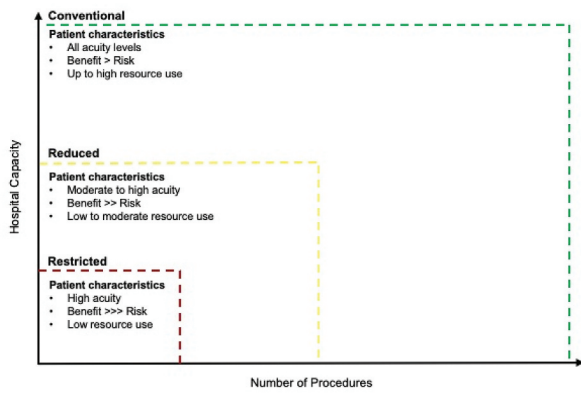 Conventional
Patient characteristics
• All acuity levels
• Benefit > Risk
• Up to high resource use
Reduced
Patient characteristics
• Moderate to high acuity
• Benefit >> Risk
• Low to moderate resource use
Restricted
Patient characteristics
• High acuity
• Benefit >>> Risk
• Low resource use
Hospital Capacity
Number of Procedures